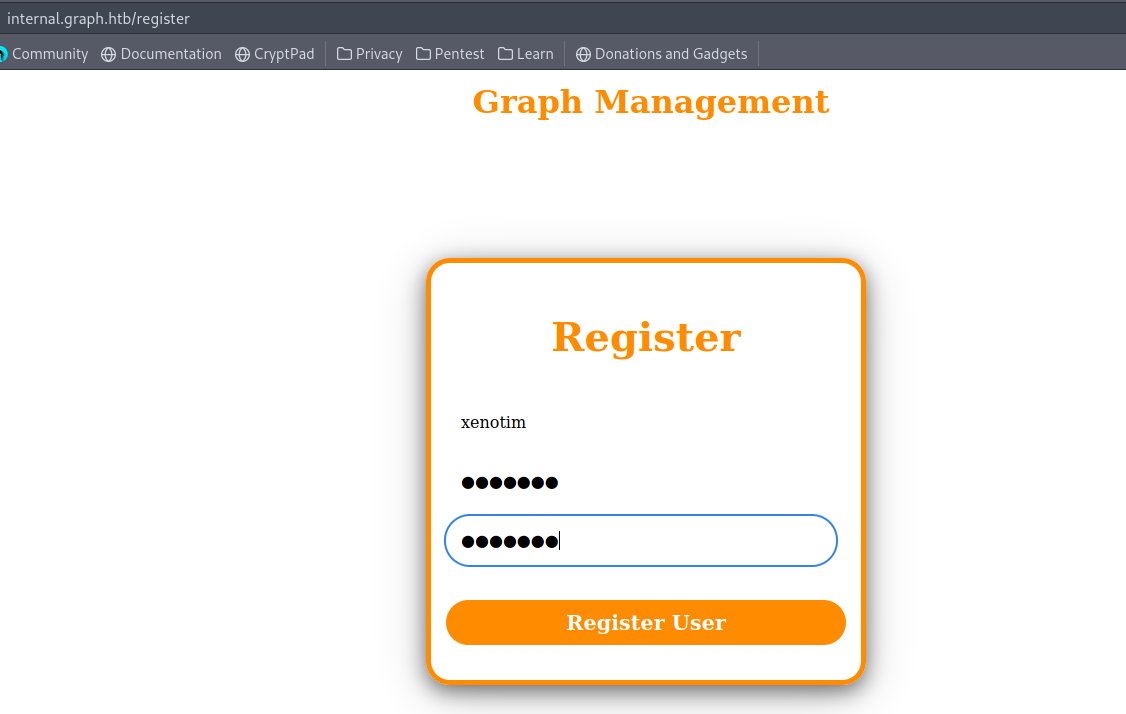 internal.graph.htb/register
Community Documentation CryptPad Privacy Pentest Learn Donations and Gadgets
Graph Management
Register
xenotim
●●●●●●●
●●●●●●●
Register User